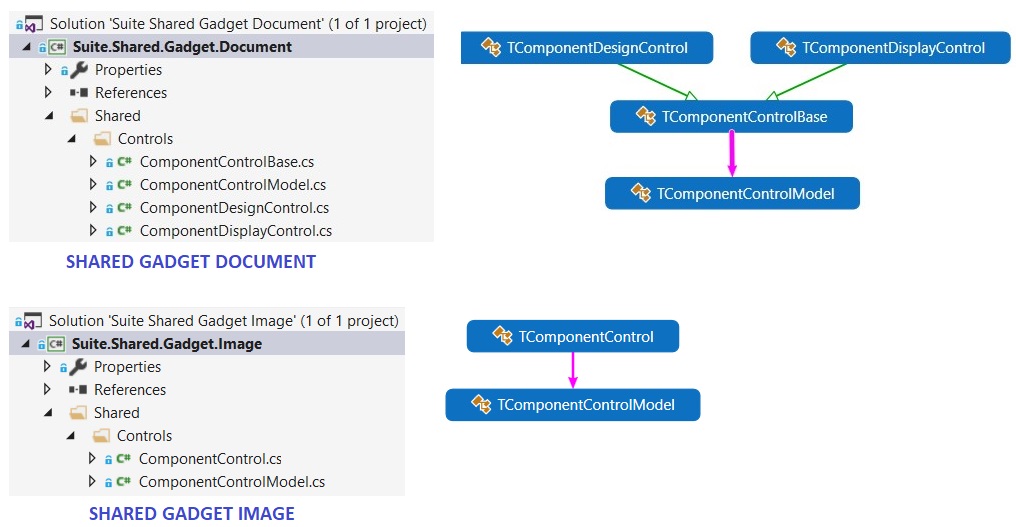 Solution 'Suite Shared Gadget Document' (1 of 1 project)
C# Suite.Shared.Gadget.Document
Properties
References
Shared
Controls
C# ComponentControlBase.cs
C# ComponentControlModel.cs
C# ComponentDesignControl.cs
C# ComponentDisplayControl.cs
SHARED GADGET DOCUMENT
TComponentDesignControl
TComponentDisplayControl
TComponentControlBase
TComponentControlModel
Solution 'Suite Shared Gadget Image' (1 of 1 project)
C# Suite.Shared.Gadget.Image
Properties
References
Shared
Controls
C# ComponentControl.cs
C# ComponentControlModel.cs
SHARED GADGET IMAGE
TComponentControl
TComponentControlModel